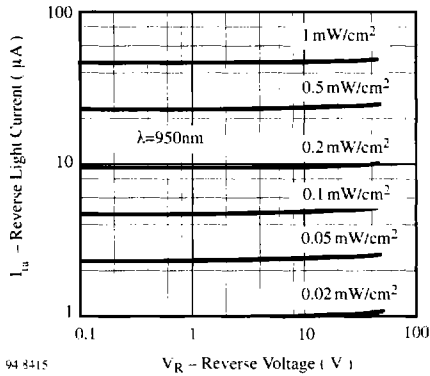 100
1 mW/cm²
0.5 mW/cm²
λ=950nm
0.2 mW/cm²
10
0.1 mW/cm²
0.05 mW/cm²
0.02 mW/cm²
1
0.1
1
10
100
I_ra – Reverse Light Current ( µA )
94 8415
V_R – Reverse Voltage ( V )